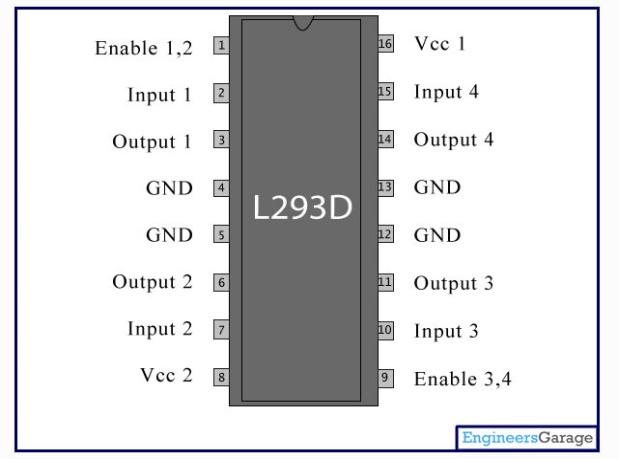 Enable 1,2 1 16 Vcc 1
Input 1 2 15 Input 4
Output 1 3 14 Output 4
GND 4 13 GND
L293D
GND 5 12 GND
Output 2 6 11 Output 3
Input 2 7 10 Input 3
Vcc 2 8 9 Enable 3,4
EngineersGarage